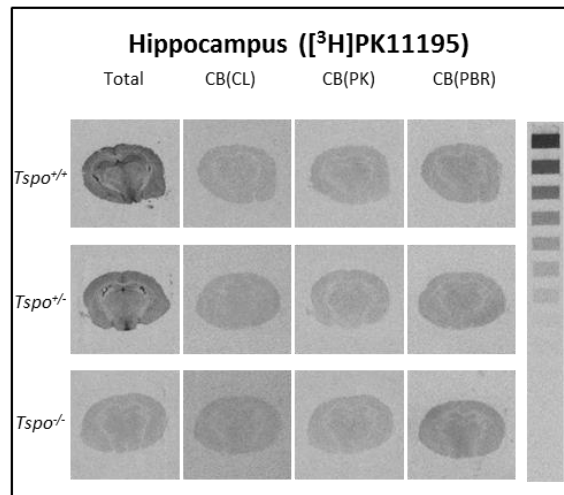 Hippocampus ([³H]PK11195)
Total CB(CL) CB(PK) CB(PBR)
Tspo⁺/⁺
Tspo⁺/⁻
Tspo⁻/⁻